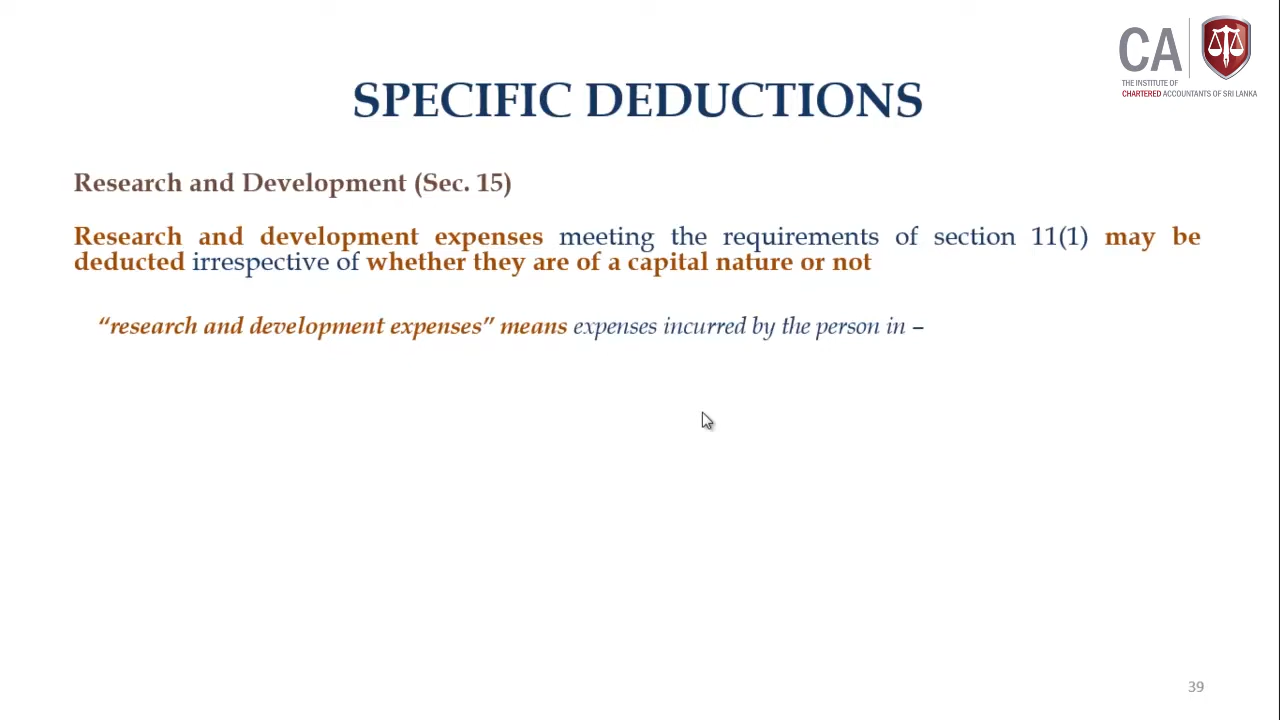 CA
THE INSTITUTE OF
CHARTERED ACCOUNTANTS OF SRI LANKA
SPECIFIC DEDUCTIONS
Research and Development (Sec. 15)
Research and development expenses meeting the requirements of section 11(1) may be
deducted irrespective of whether they are of a capital nature or not
“research and development expenses” means expenses incurred by the person in –
39